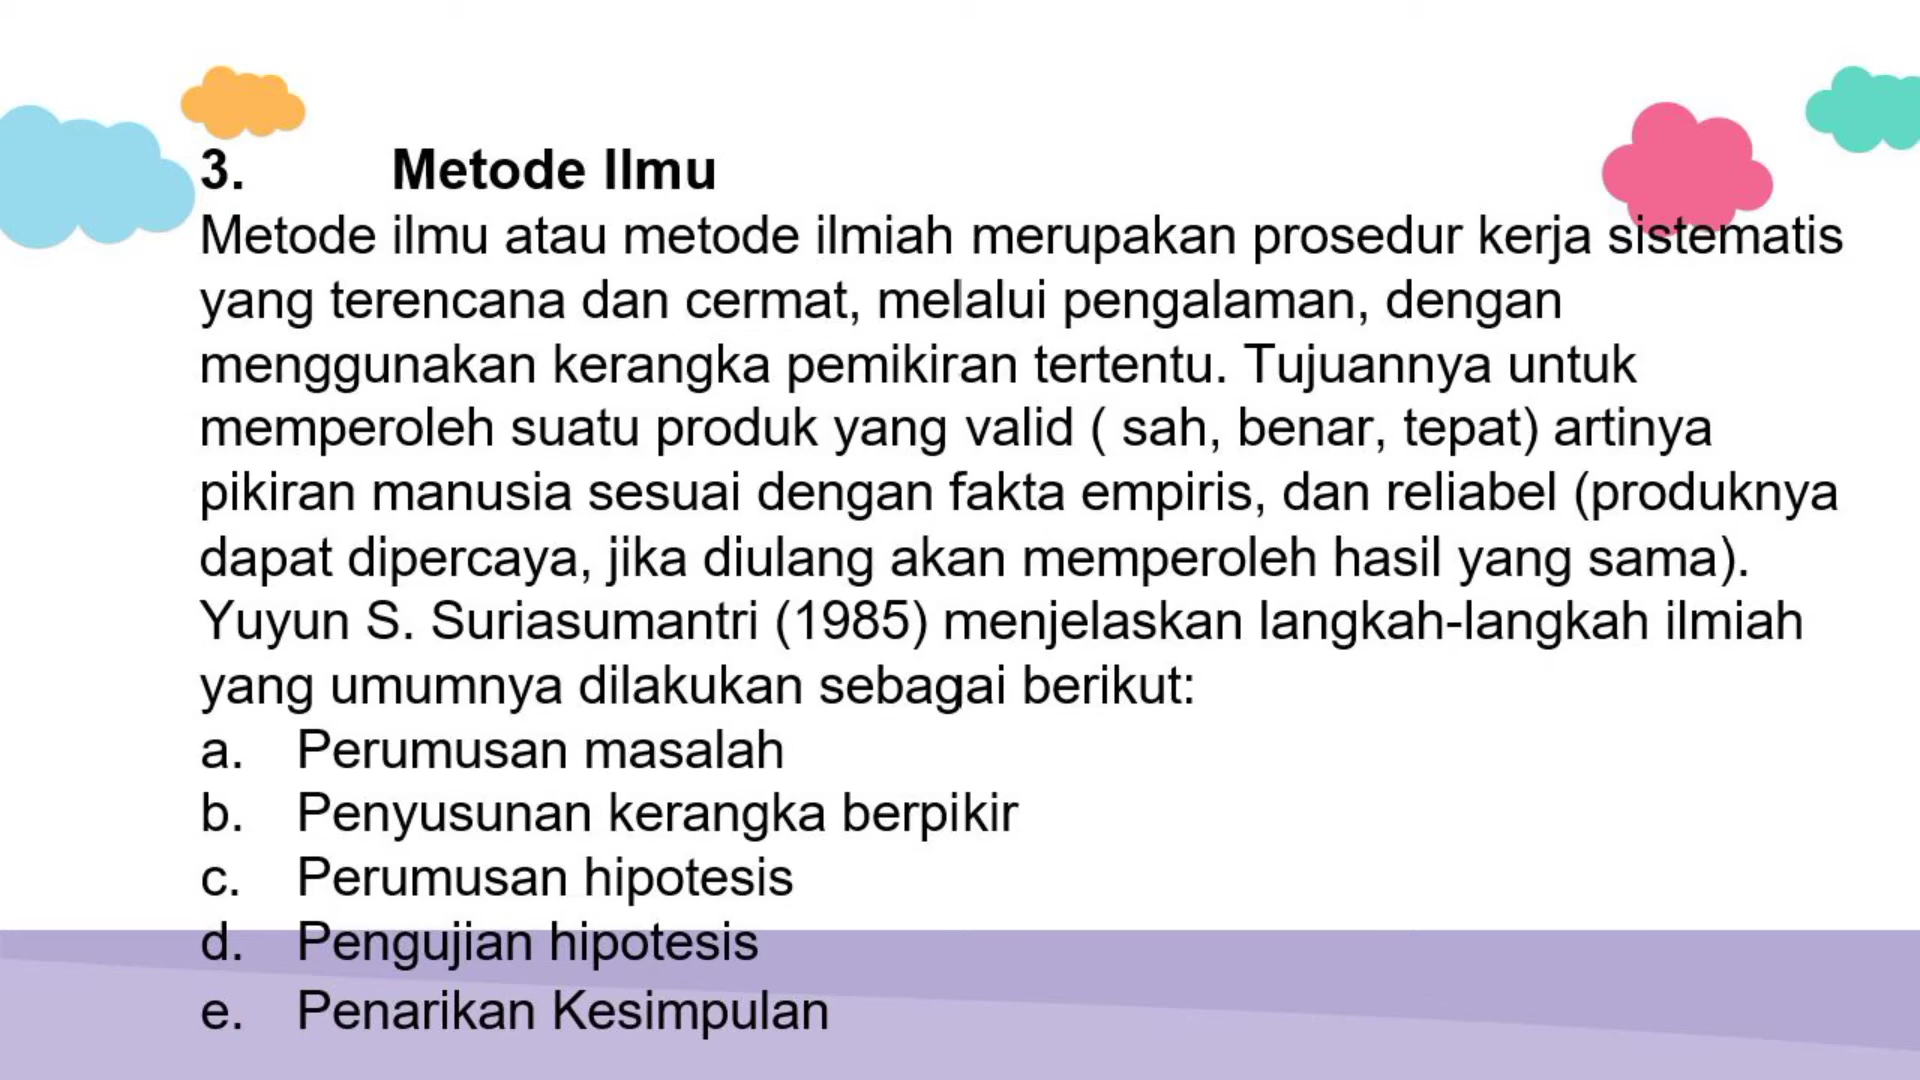 3. Metode Ilmu
Metode ilmu atau metode ilmiah merupakan prosedur kerja sistematis
yang terencana dan cermat, melalui pengalaman, dengan
menggunakan kerangka pemikiran tertentu. Tujuannya untuk
memperoleh suatu produk yang valid ( sah, benar, tepat) artinya
pikiran manusia sesuai dengan fakta empiris, dan reliabel (produknya
dapat dipercaya, jika diulang akan memperoleh hasil yang sama).
Yuyun S. Suriasumantri (1985) menjelaskan langkah-langkah ilmiah
yang umumnya dilakukan sebagai berikut:
a. Perumusan masalah
b. Penyusunan kerangka berpikir
c. Perumusan hipotesis
d. Pengujian hipotesis
e. Penarikan Kesimpulan